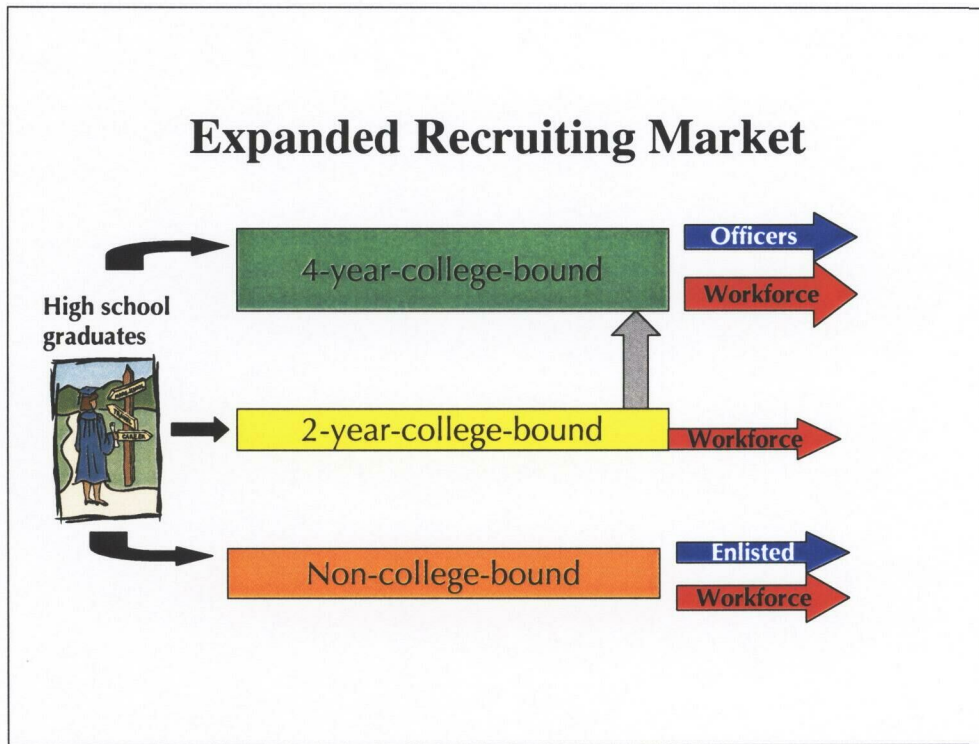 Expanded Recruiting Market
4-year-college-bound
Officers
Workforce
High school
graduates
2-year-college-bound
Workforce
Non-college-bound
Enlisted
Workforce